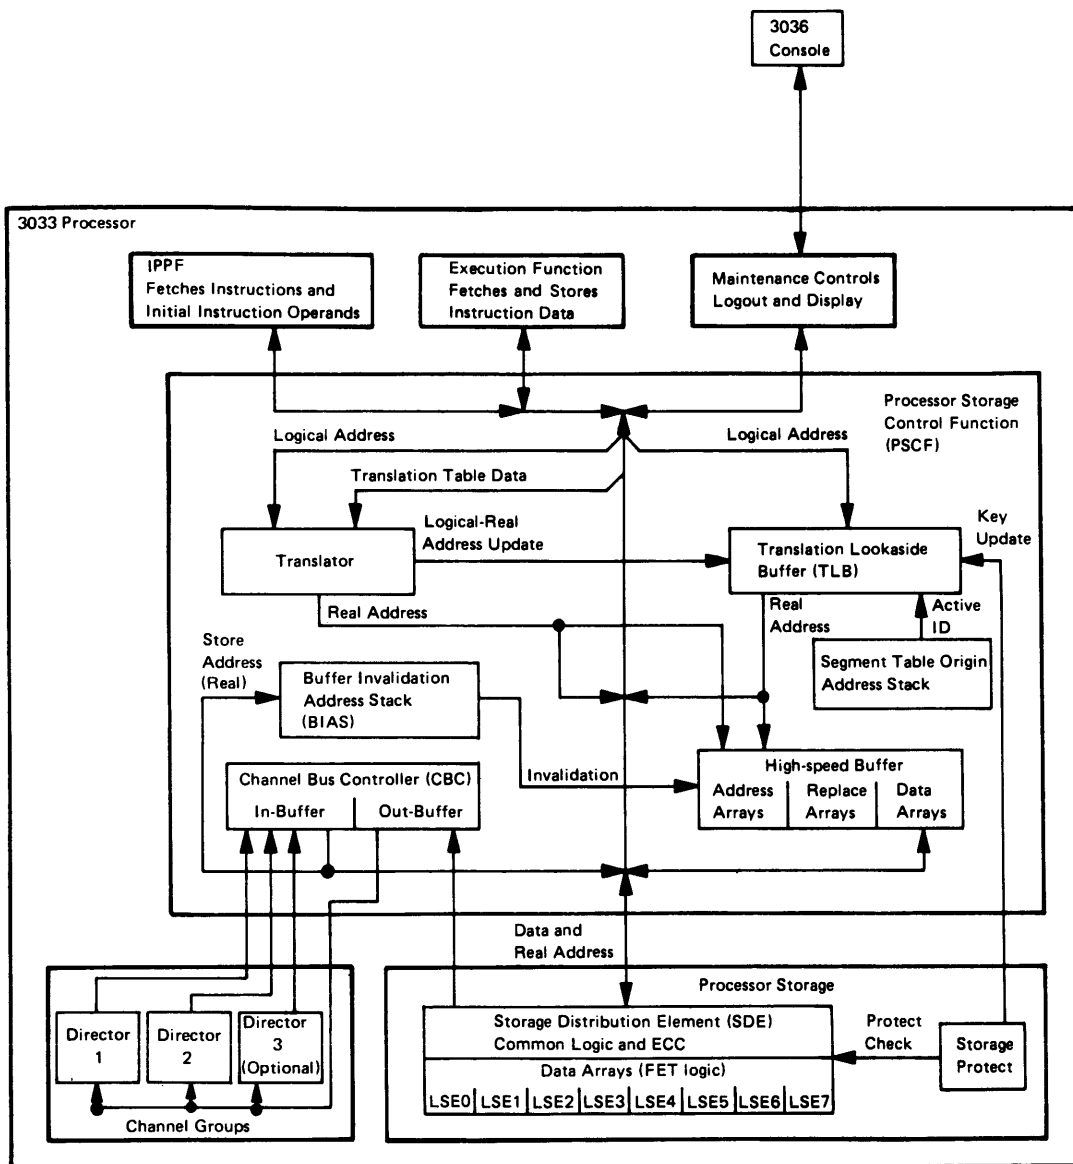 3036
Console
3033 Processor
IPPF
Fetches Instructions and
Initial Instruction Operands
Execution Function
Fetches and Stores
Instruction Data
Maintenance Controls
Logout and Display
Processor Storage
Control Function
(PSCF)
Logical Address
Logical Address
Translation Table Data
Logical-Real
Address Update
Key
Update
Translator
Translation Lookaside
Buffer (TLB)
Real Address
Real
Address
Active
ID
Store
Address
(Real)
Segment Table Origin
Address Stack
Buffer Invalidation
Address Stack
(BIAS)
Invalidation
High-speed Buffer
Address
Arrays
Replace
Arrays
Data
Arrays
Channel Bus Controller (CBC)
In-Buffer
Out-Buffer
Data and
Real Address
Processor Storage
Director
1
Director
2
Director
3
(Optional)
Channel Groups
Storage Distribution Element (SDE)
Common Logic and ECC
Data Arrays (FET logic)
LSE0 LSE1 LSE2 LSE3 LSE4 LSE5 LSE6 LSE7
Protect
Check
Storage
Protect